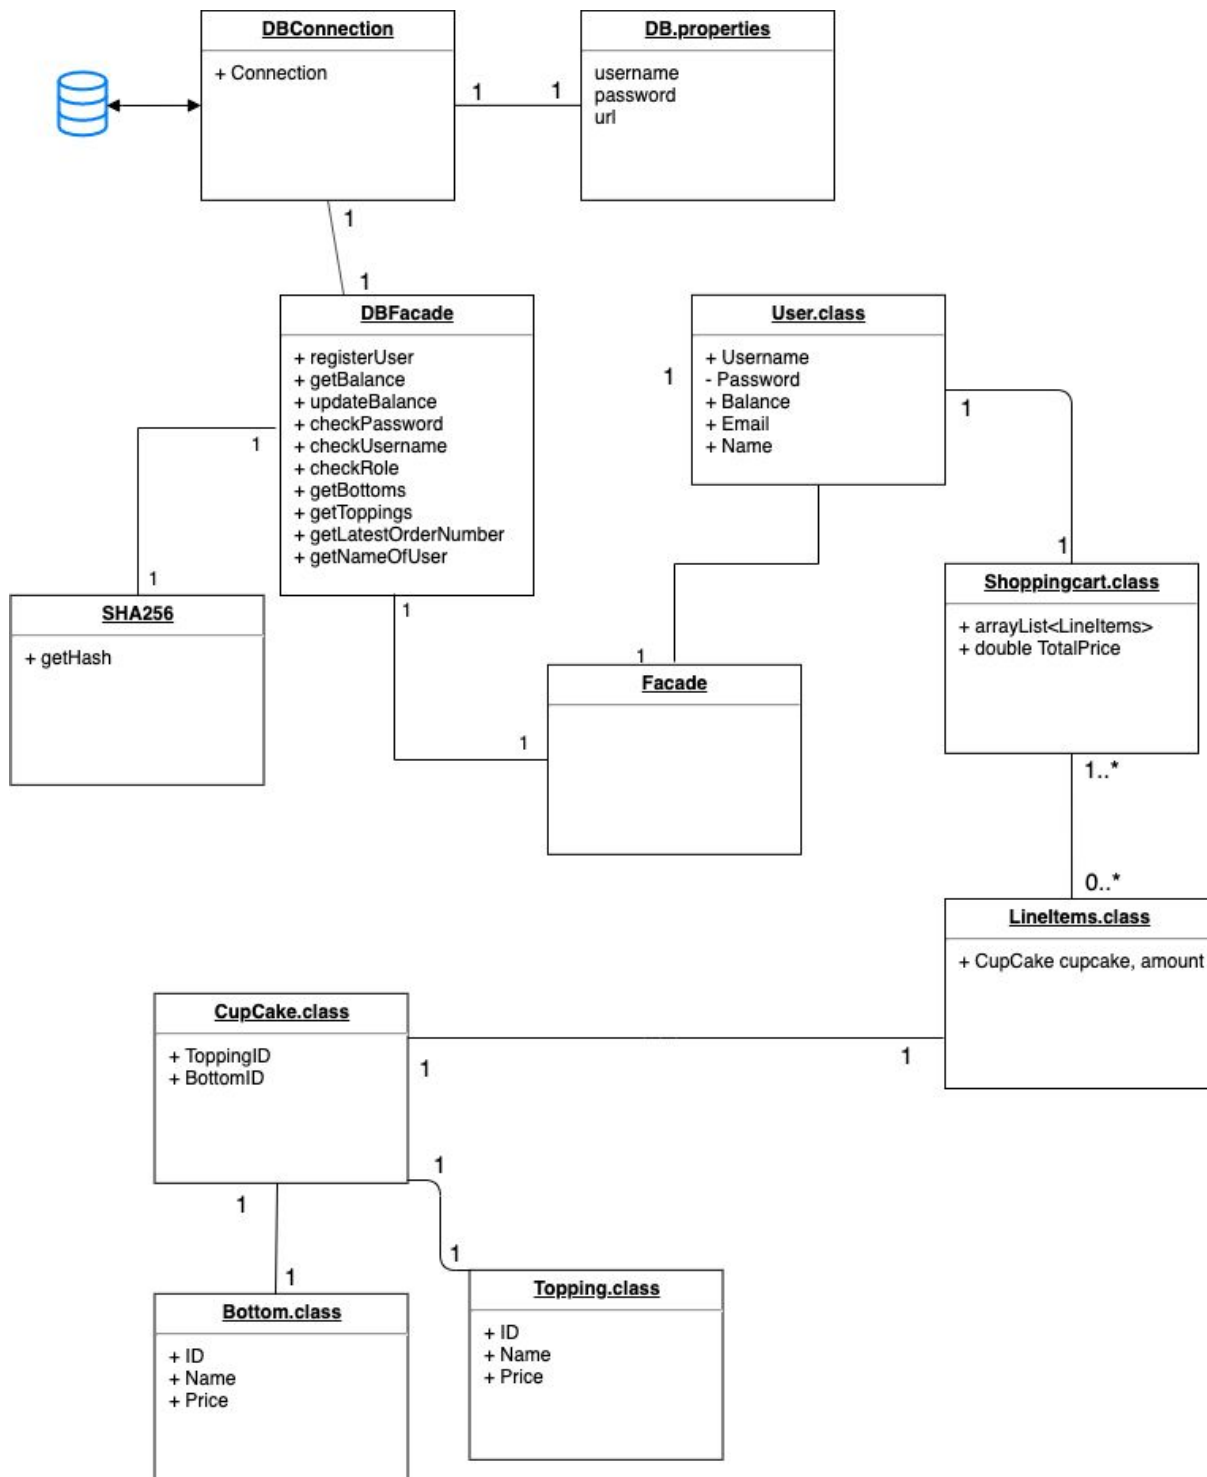 DBConnection
+ Connection
DB.properties
username
password
url
1
1
1
1
DBFacade
+ registerUser
+ getBalance
+ updateBalance
+ checkPassword
+ checkUsername
+ checkRole
+ getBottoms
+ getToppings
+ getLatestOrderNumber
+ getNameOfUser
User.class
+ Username
- Password
+ Balance
+ Email
+ Name
1
1
1
1
1
SHA256
+ getHash
1
1
1
Facade
Shoppingcart.class
+ arrayList<LineItems>
+ double TotalPrice
1..*
0..*
LineItems.class
+ CupCake cupcake, amount
CupCake.class
+ ToppingID
+ BottomID
1
1
1
1
1
1
Bottom.class
+ ID
+ Name
+ Price
Topping.class
+ ID
+ Name
+ Price